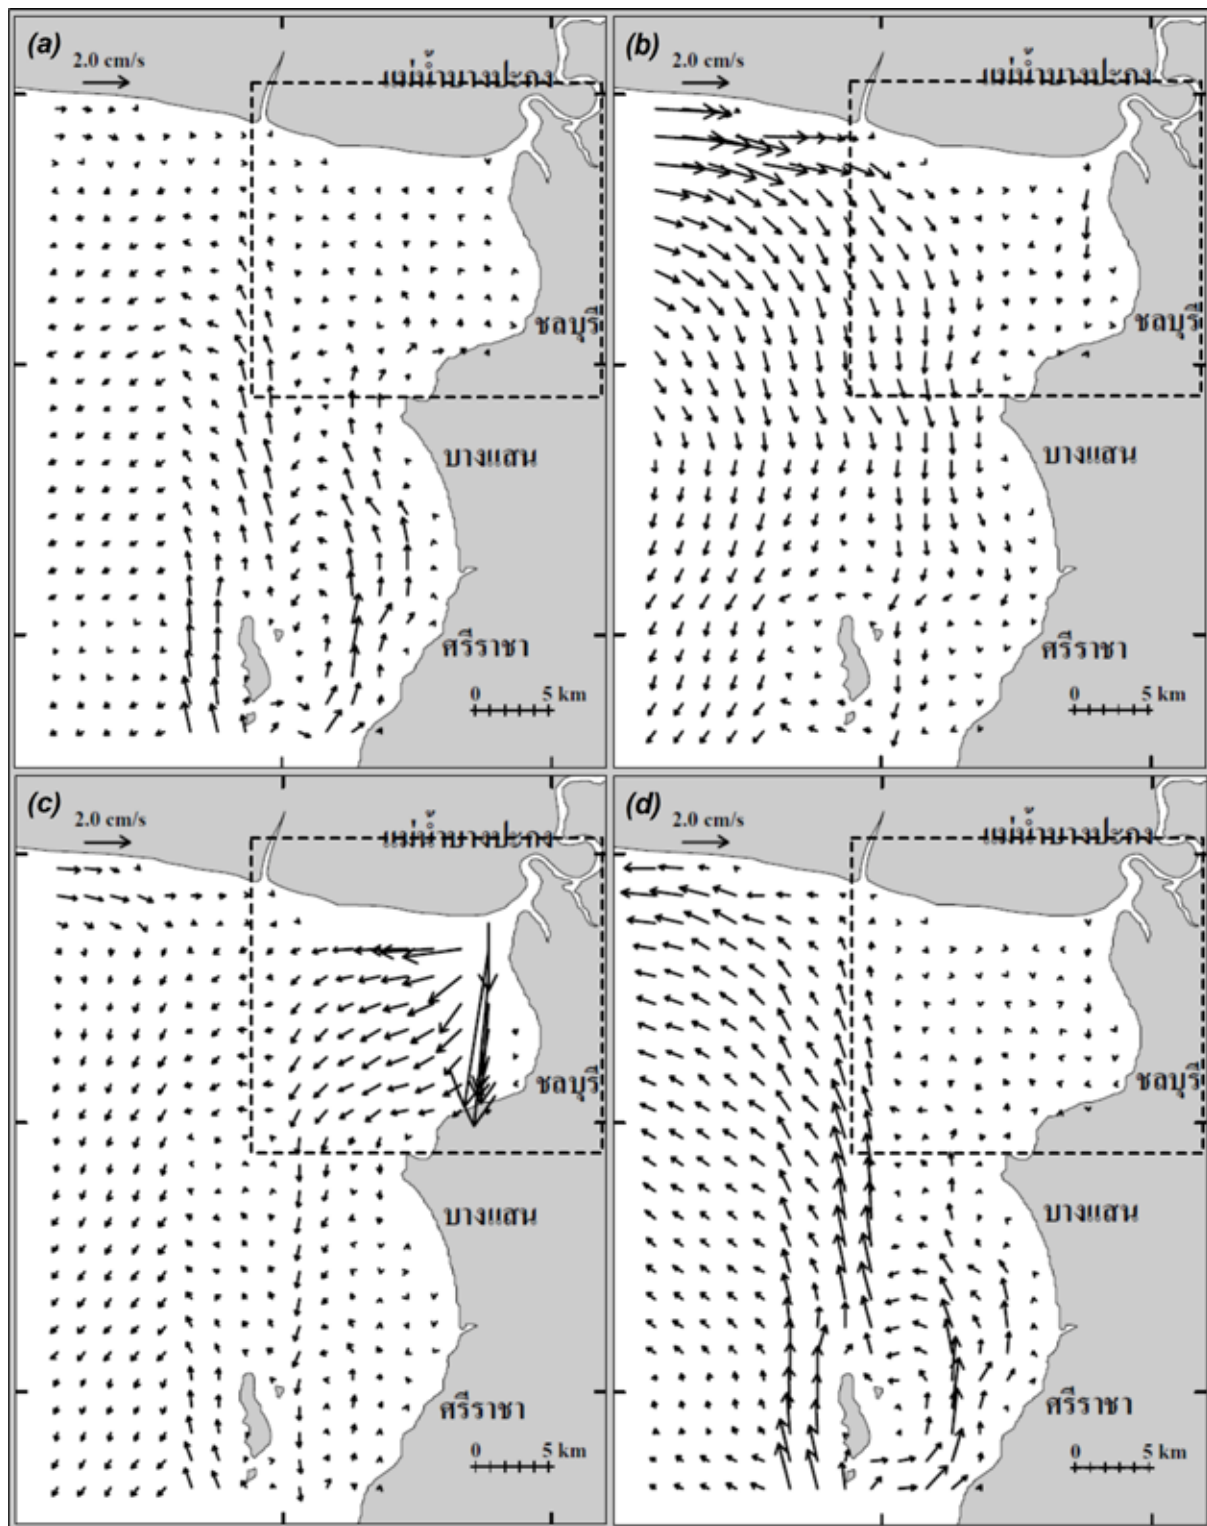 (a)
2.0 cm/s
แม่น้ำบางปะกง
ชลบุรี
บางแสน
ศรีราชา
0 5 km
(b)
2.0 cm/s
แม่น้ำบางปะกง
ชลบุรี
บางแสน
ศรีราชา
0 5 km
(c)
2.0 cm/s
แม่น้ำบางปะกง
ชลบุรี
บางแสน
ศรีราชา
0 5 km
(d)
2.0 cm/s
แม่น้ำบางปะกง
ชลบุรี
บางแสน
ศรีราชา
0 5 km